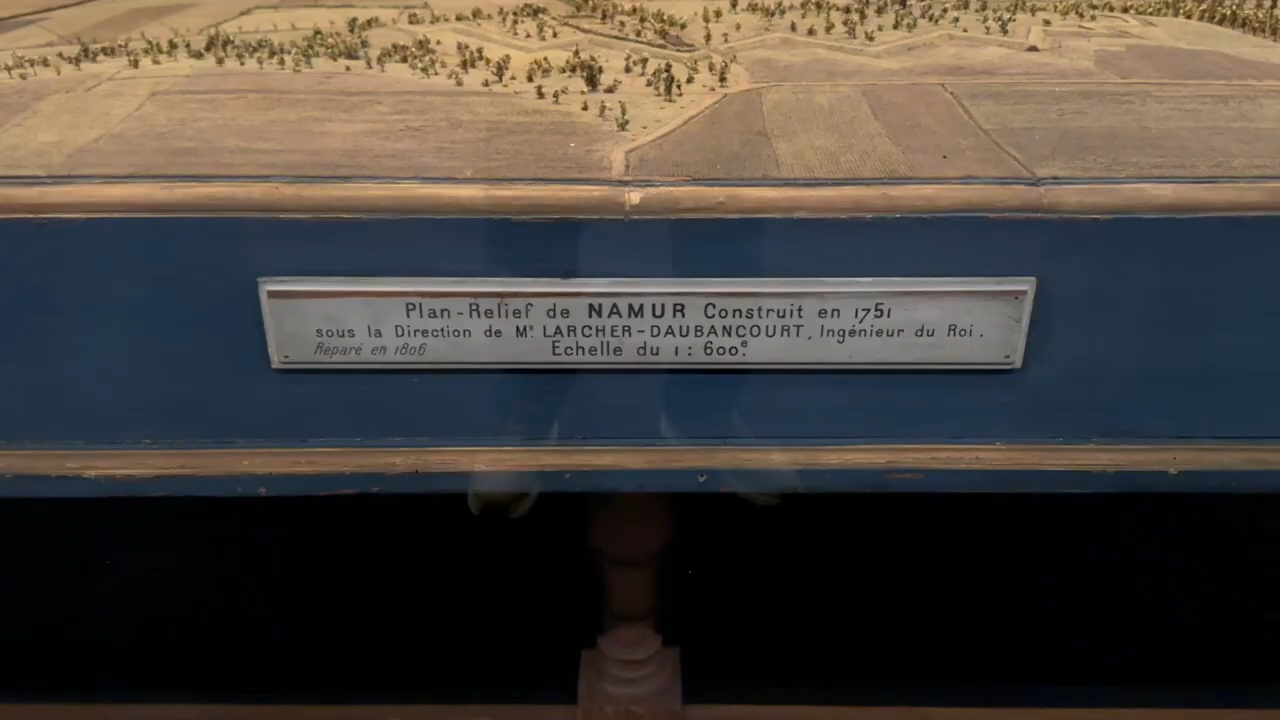 Plan-Relief de NAMUR Construit en 1751
sous la Direction de Mr. LARCHER-DAUBANCOURT, Ingénieur du Roi.
Réparé en 1806
Echelle du 1 : 600e.